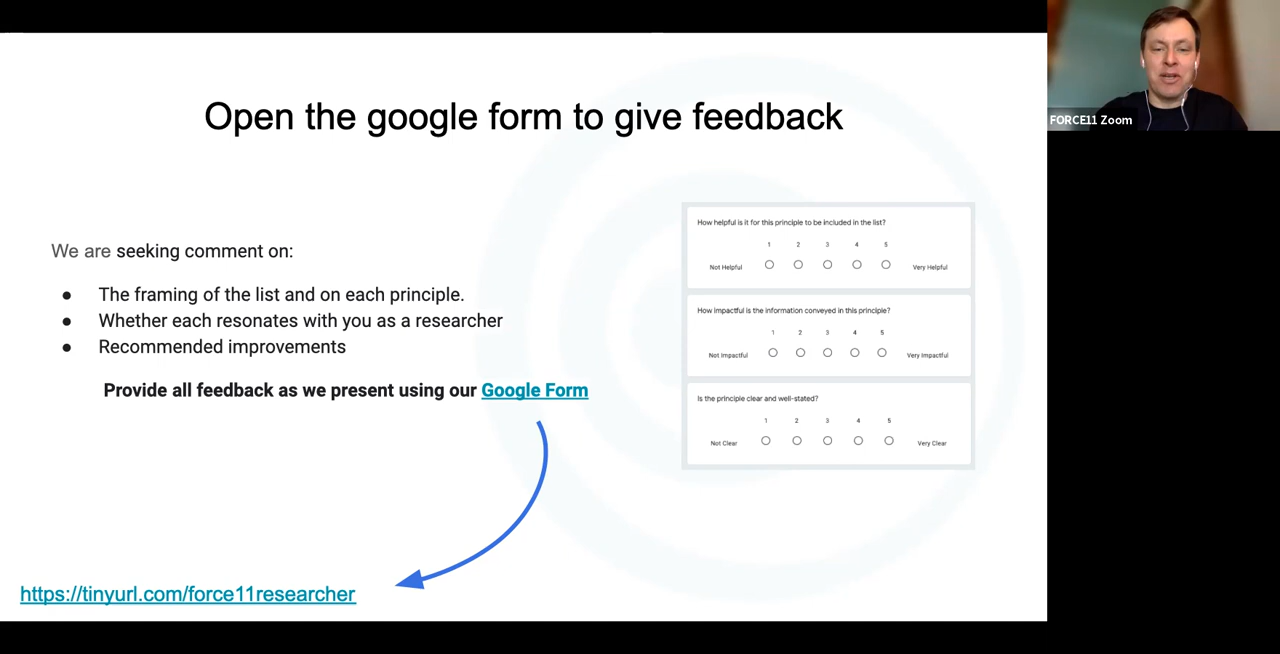 Open the google form to give feedback
FORCE11 Zoom
We are seeking comment on:
● The framing of the list and on each principle.
● Whether each resonates with you as a researcher
● Recommended improvements
Provide all feedback as we present using our Google Form
https://tinyurl.com/force11researcher
How helpful is it for this principle to be included in the list?
1 2 3 4 5
Not Helpful Very Helpful
How impactful is the information conveyed in this principle?
1 2 3 4 5
Not Impactful Very Impactful
Is the principle clear and well-stated?
1 2 3 4 5
Not Clear Very Clear